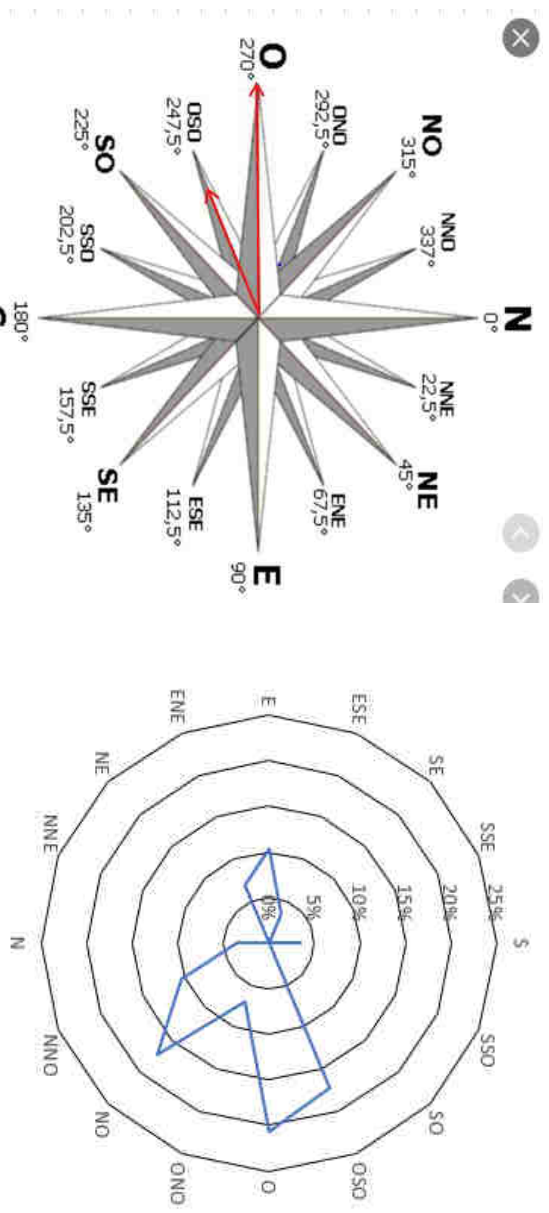 N
0°
NNO
337°
NNE
22,5°
NO
315°
NE
45°
ONO
292,5°
ENE
67,5°
O
270°
E
90°
OSO
247,5°
ESE
112,5°
SO
225°
SE
135°
SSO
202,5°
SSE
157,5°
180°
S
SSE
SSO
SE
SO
ESE
OSO
E
O
ENE
ONO
NE
NO
NNE
NNO
N
25%
20%
15%
10%
5%
0%